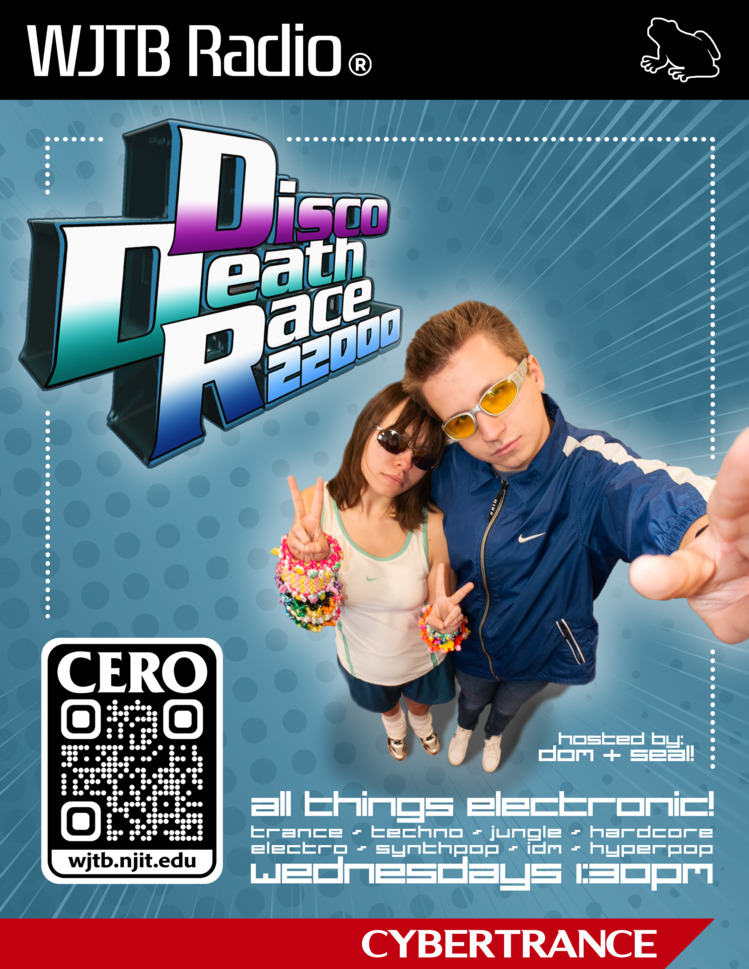 WJTB Radio®
Disco
Death
Race
22000
NIKE
CERO
wjtb.njit.edu
hosted by:
dom + seal!
all things electronic!
trance - techno - jungle - hardcore
electro - synthpop - idm - hyperpop
wednesdays 1:30pm
CYBERTRANCE